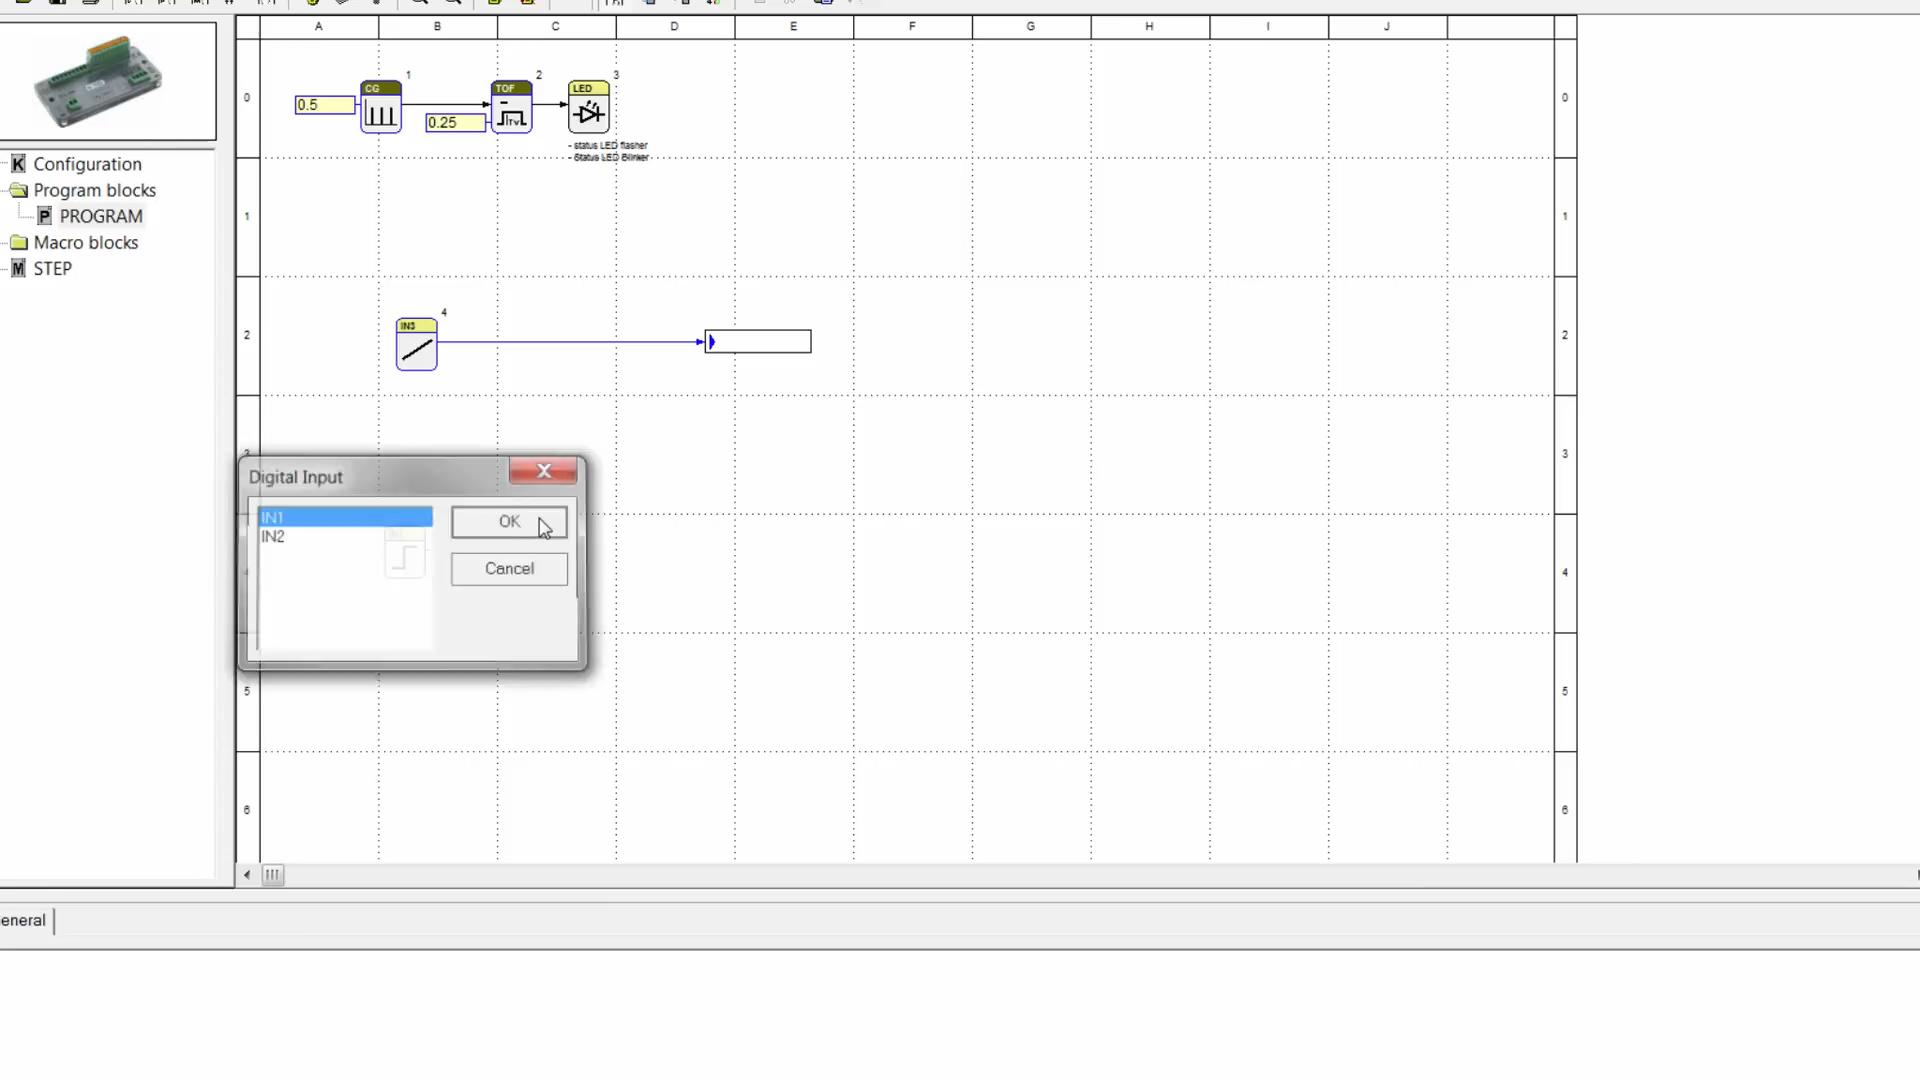 A B C D E F G H I J
1 2 3
0 CG TOF LED 0
0.5
0.25
- status LED flasher
- Status LED Blinker
Configuration
Program blocks
P PROGRAM
Macro blocks
M STEP
K
1 1
4
2 IN3 2
3
Digital Input X
IN1 OK
IN2
Cancel
4
5 5
6 6
eneral